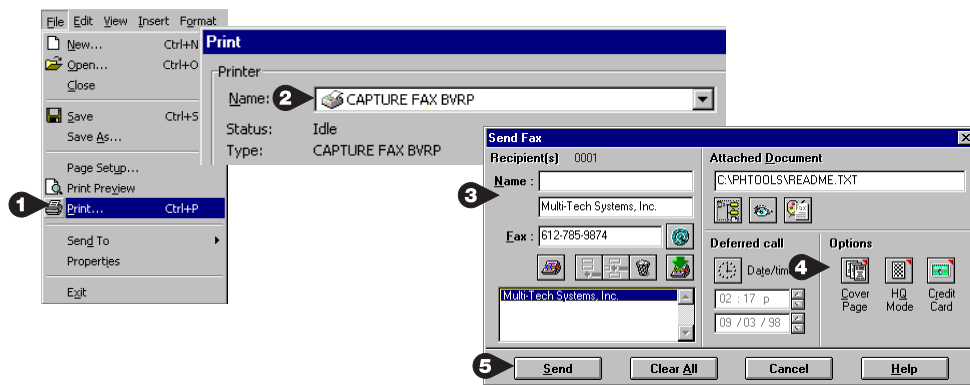 File Edit View Insert Format
New... Ctrl+N
Open... Ctrl+O
Close
Save Ctrl+S
Save As...
Page Setup...
Print Preview
1 Print... Ctrl+P
Send To
Properties
Exit
Print
Printer
Name: 2 CAPTURE FAX BVRP
Status: Idle
Type: CAPTURE FAX BVRP
Send Fax
Recipient(s) 0001
3 Name :
Multi-Tech Systems, Inc.
Fax : 612-785-9874
Multi-Tech Systems, Inc.
Attached Document
C:\PHTOOLS\README.TXT
Deferred call
Date/tim
02 : 17 p
09 / 03 / 98
Options
4
Cover Page
HQ Mode
Credit Card
5 Send Clear All Cancel Help